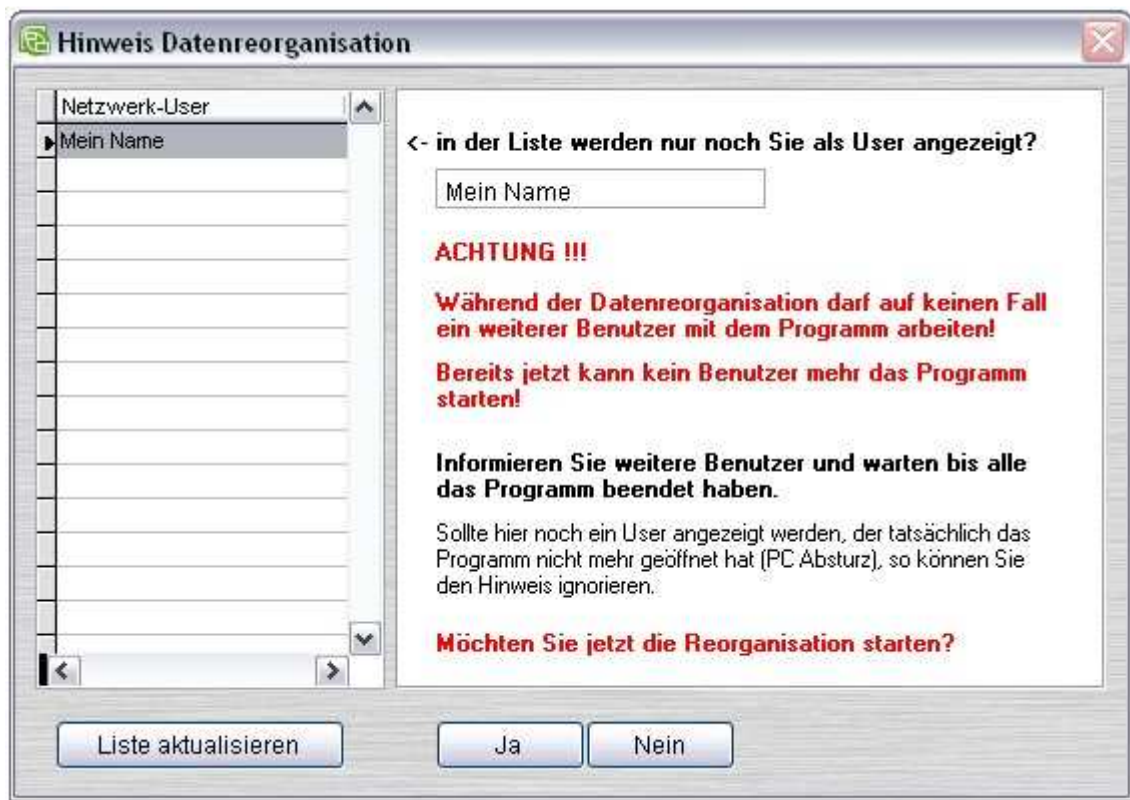 Hinweis Datenreorganisation
Netzwerk-User
Mein Name
<- in der Liste werden nur noch Sie als User angezeigt?
Mein Name
ACHTUNG !!!
Während der Datenreorganisation darf auf keinen Fall
ein weiterer Benutzer mit dem Programm arbeiten!
Bereits jetzt kann kein Benutzer mehr das Programm
starten!
Informieren Sie weitere Benutzer und warten bis alle
das Programm beendet haben.
Sollte hier noch ein User angezeigt werden, der tatsächlich das
Programm nicht mehr geöffnet hat (PC Absturz), so können Sie
den Hinweis ignorieren.
Möchten Sie jetzt die Reorganisation starten?
Liste aktualisieren
Ja
Nein